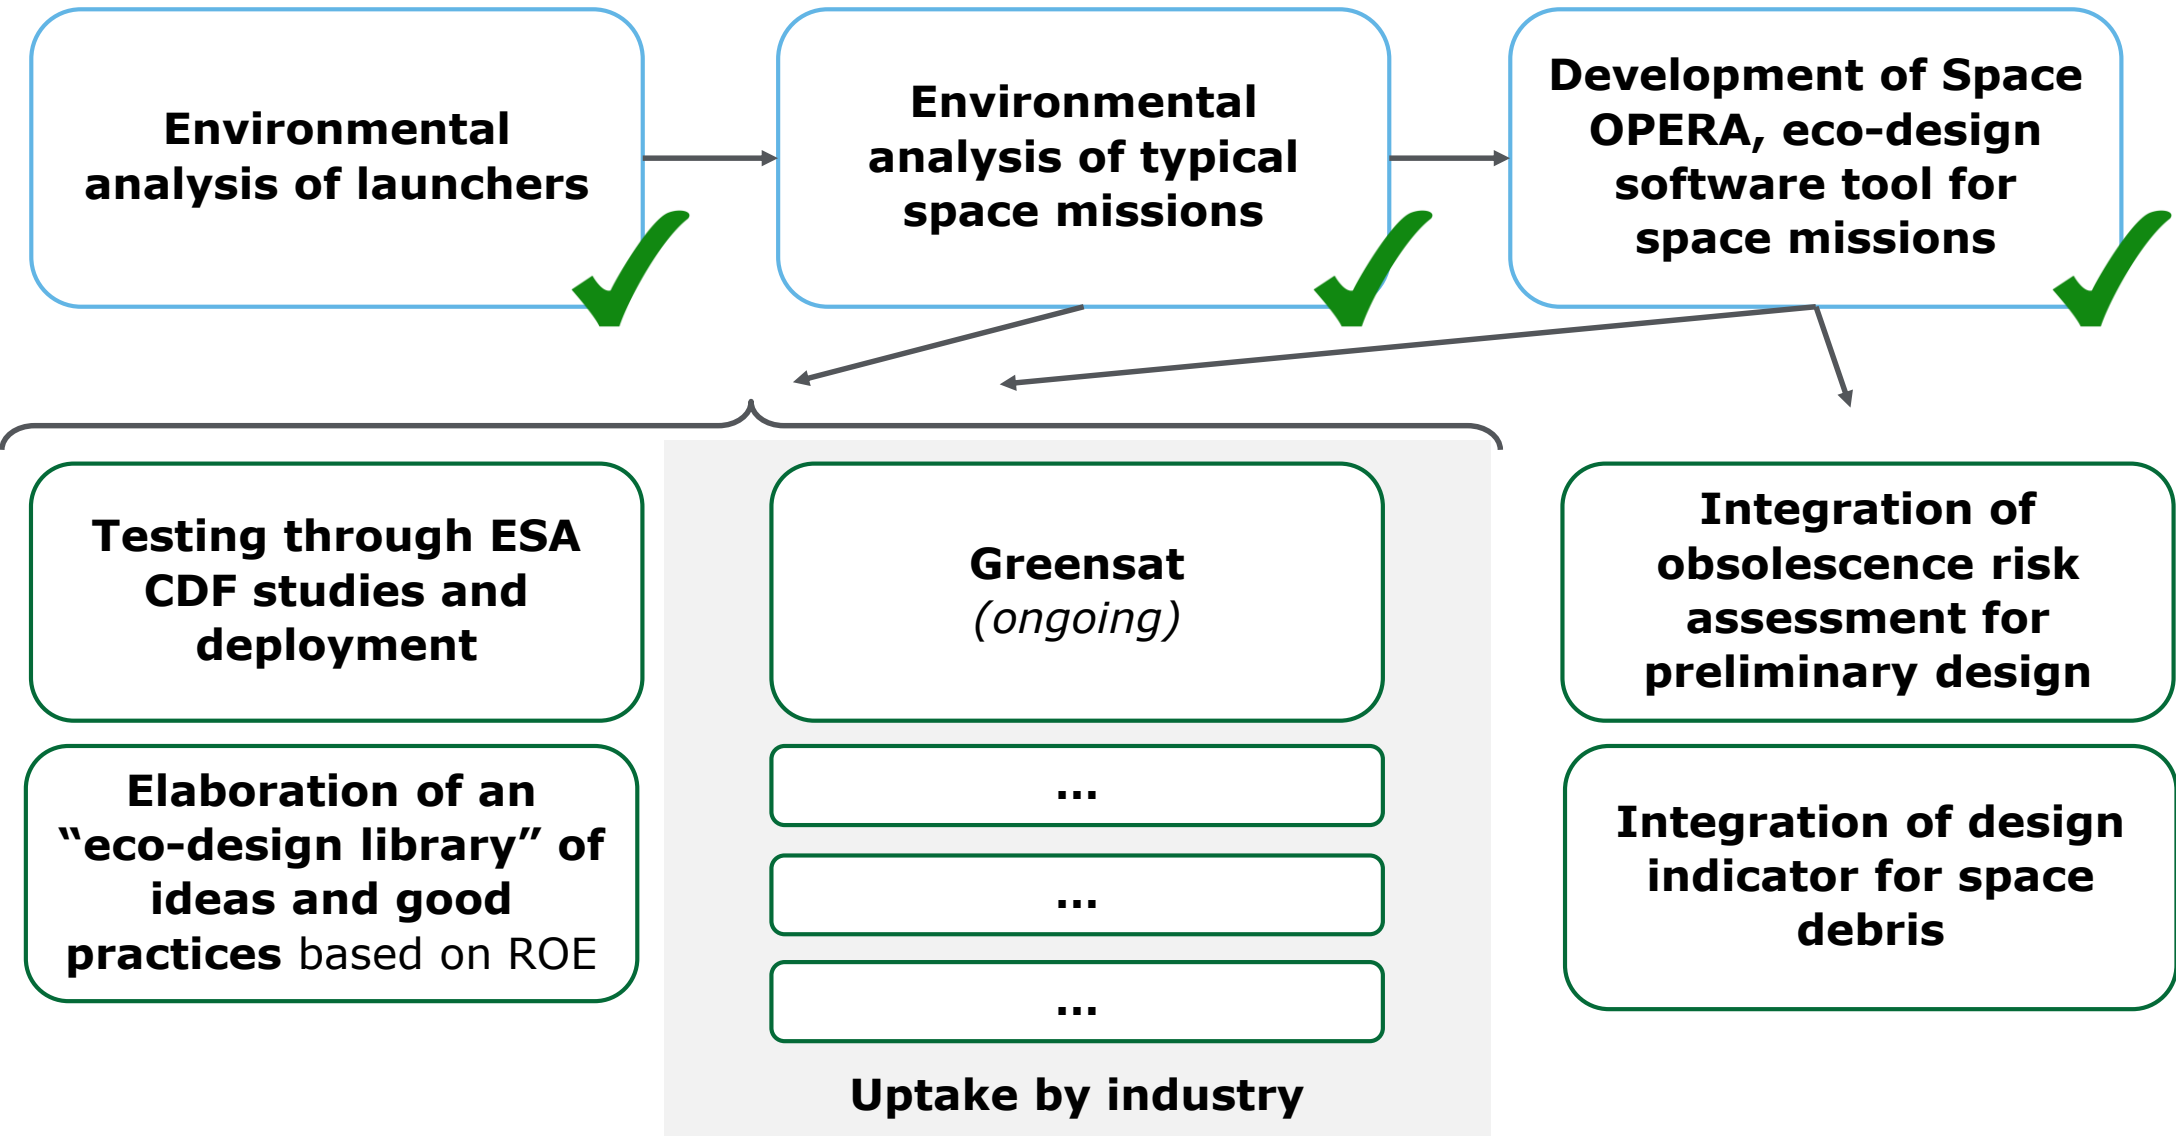 Environmental
analysis of launchers
Environmental
analysis of typical
space missions
Development of Space
OPERA, eco-design
software tool for
space missions
Testing through ESA
CDF studies and
deployment
Elaboration of an
“eco-design library” of
ideas and good
practices based on ROE
Greensat
(ongoing)
...
...
...
Uptake by industry
Integration of
obsolescence risk
assessment for
preliminary design
Integration of design
indicator for space
debris